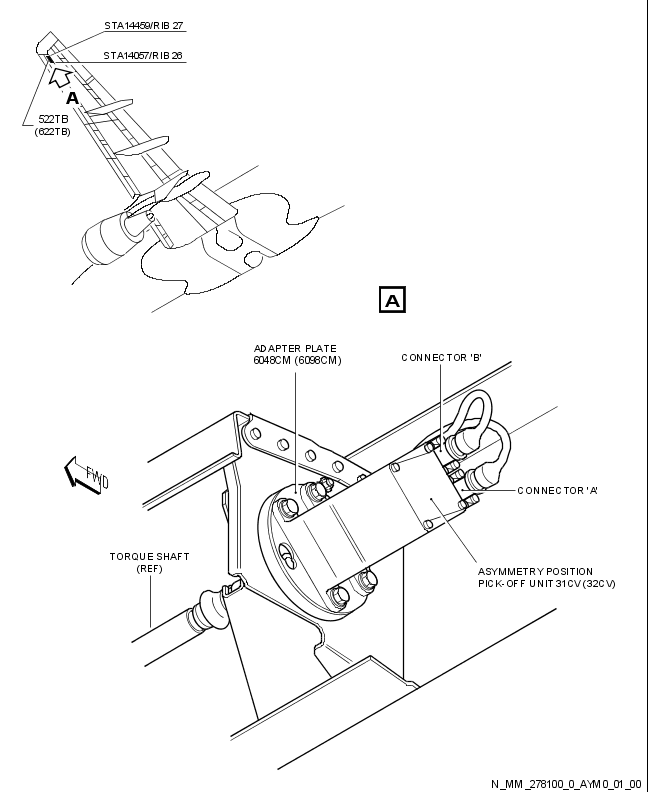 STA14459/RIB 27
STA14057/RIB 26
A
522TB
(622TB)
A
ADAPTER PLATE
6048CM (6098CM)
CONNECTOR 'B'
FWD
CONNECTOR 'A'
TORQUE SHAFT
(REF)
ASYMMETRY POSITION
PICK-OFF UNIT 31CV (32CV)
N_MM_278100_0_AYM0_01_00